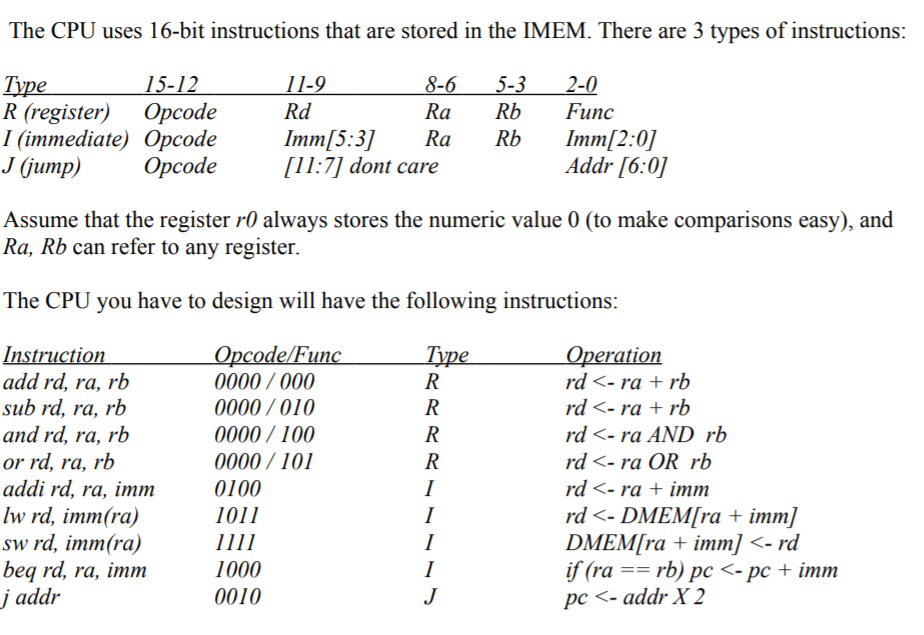 The CPU uses 16-bit instructions that are stored in the IMEM. There are 3 types of instructions:
Type 15-12 11-9 8-6 5-3 2-0
R (register) Opcode Rd Ra Rb Func
I (immediate) Opcode Imm[5:3] Ra Rb Imm[2:0]
J (jump) Opcode [11:7] dont care Addr [6:0]
Assume that the register r0 always stores the numeric value 0 (to make comparisons easy), and
Ra, Rb can refer to any register.
The CPU you have to design will have the following instructions:
Instruction Opcode/Func Type Operation
add rd, ra, rb 0000 / 000 R rd <- ra + rb
sub rd, ra, rb 0000 / 010 R rd <- ra + rb
and rd, ra, rb 0000 / 100 R rd <- ra AND rb
or rd, ra, rb 0000 / 101 R rd <- ra OR rb
addi rd, ra, imm 0100 I rd <- ra + imm
lw rd, imm(ra) 1011 I rd <- DMEM[ra + imm]
sw rd, imm(ra) 1111 I DMEM[ra + imm] <- rd
beq rd, ra, imm 1000 I if (ra == rb) pc <- pc + imm
j addr 0010 J pc <- addr X 2